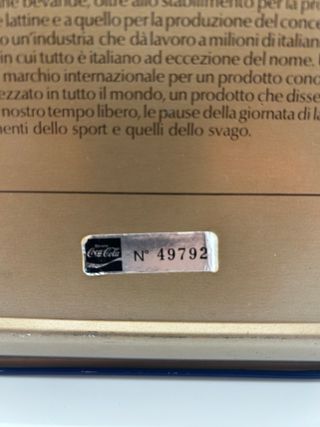 bevande, oltre allo stabilimento per la pr
e lattine e a quello per la produzione del conce
un'industria che dà lavoro a milioni di italian
in cui tutto è italiano ad eccezione del nome.
marchio internazionale per un prodotto cono
ezzato in tutto il mondo, un prodotto che disse
nostro tempo libero, le pause della giornata di la
menti dello sport e quelli dello svago.
Coca-Cola N° 49792